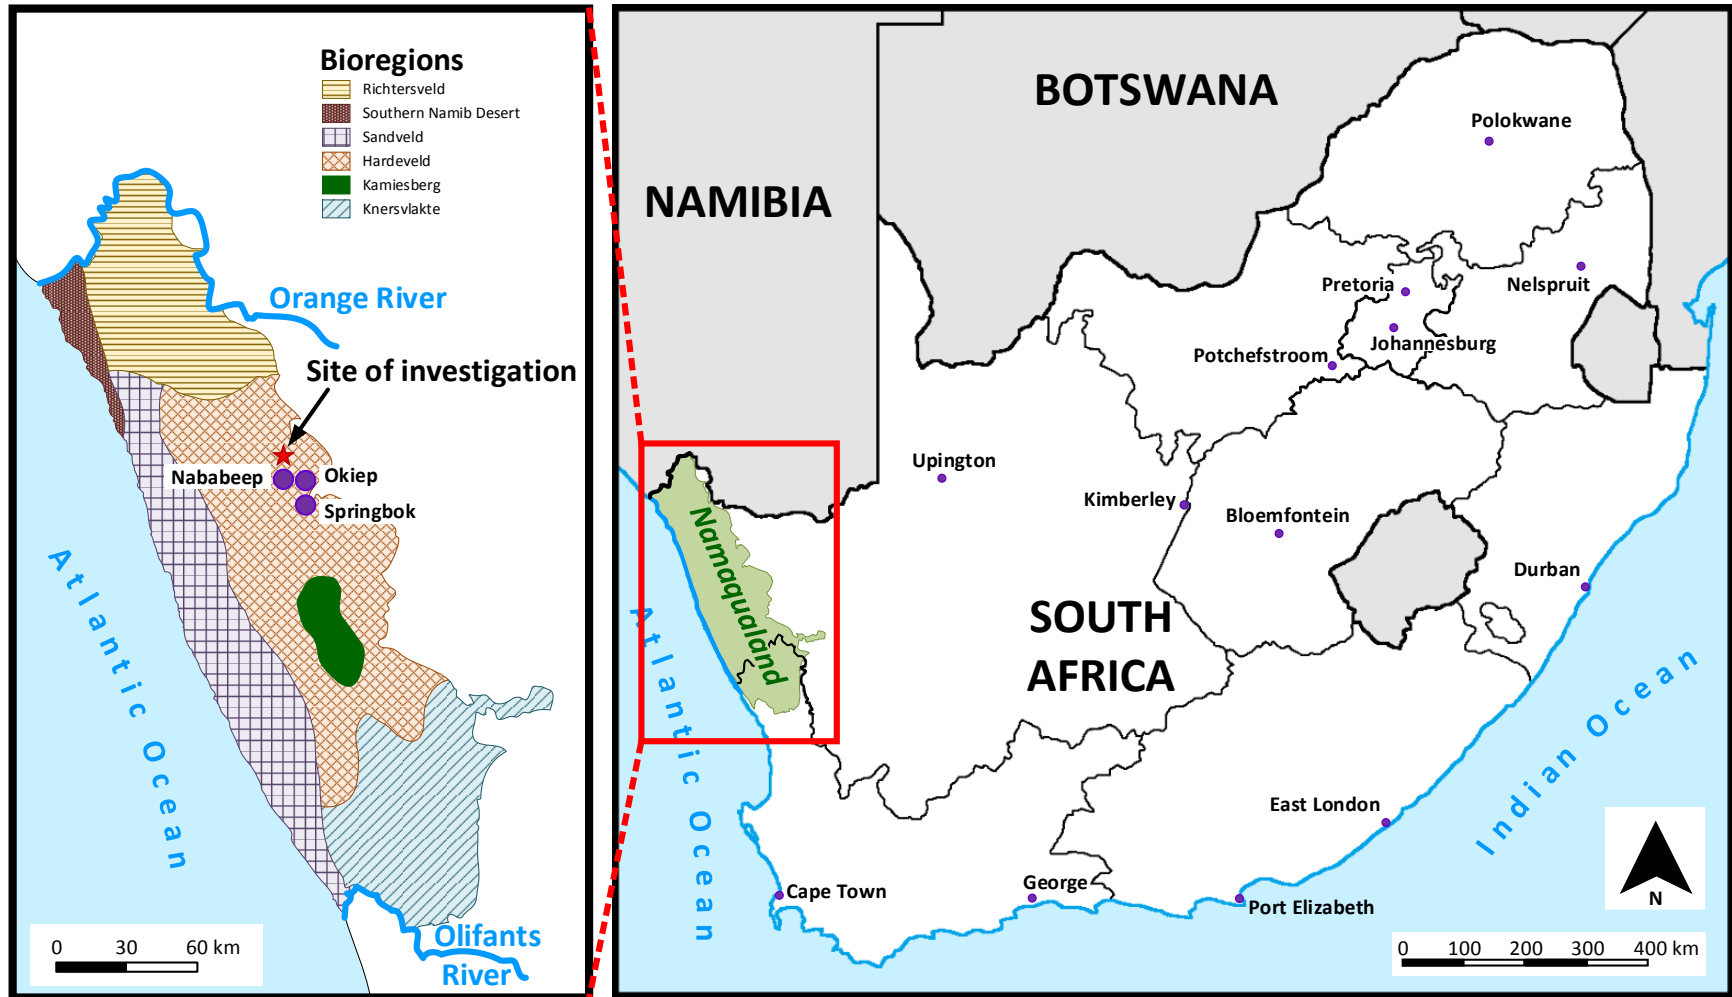 Bioregions
Richtersveld
Southern Namib Desert
Sandveld
Hardeveld
Kamiesberg
Knersvlakte
Orange River
Site of investigation
Nababeep
Okiep
Springbok
Atlantic Ocean
Olifants
River
0 30 60 km
BOTSWANA
NAMIBIA
Polokwane
Pretoria
Nelspruit
Johannesburg
Potchefstroom
Upington
Kimberley
Bloemfontein
Durban
Namaqualand
SOUTH
AFRICA
Atlantic Ocean
Indian Ocean
East London
George
Cape Town
Port Elizabeth
N
0 100 200 300 400 km